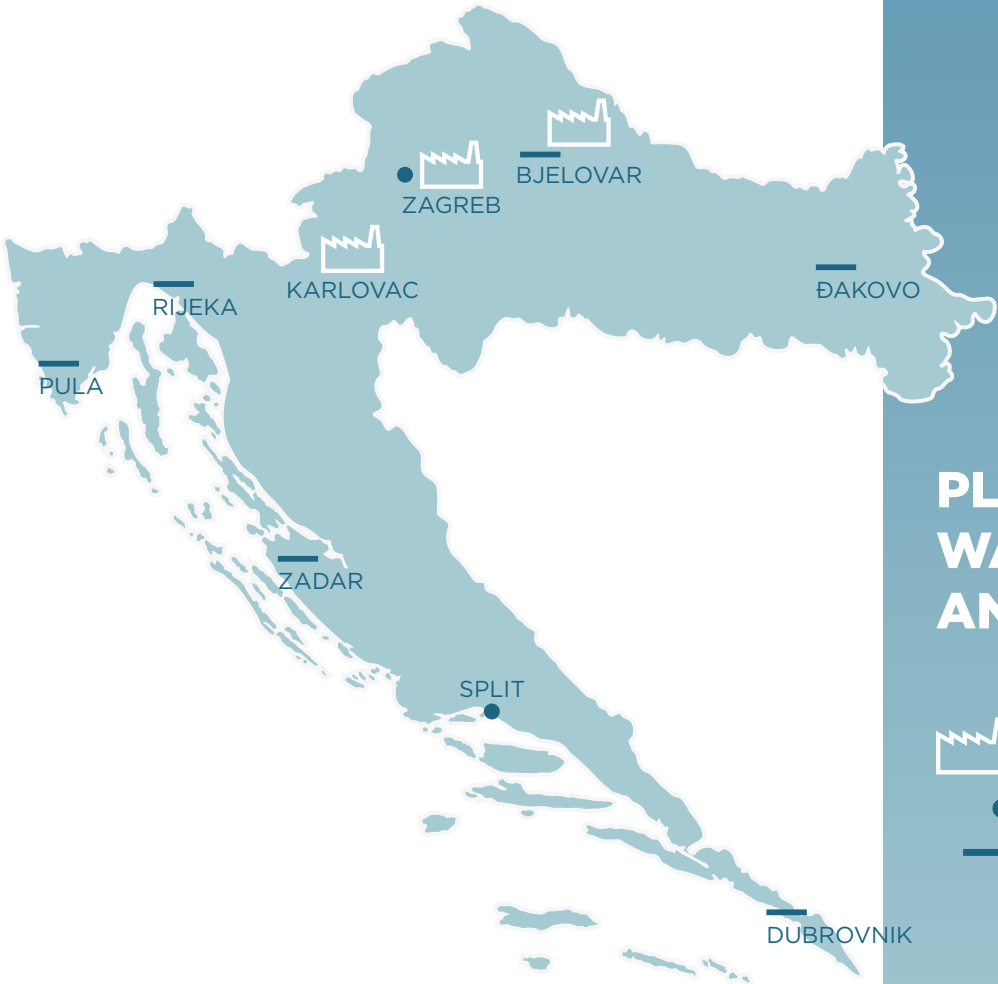 BJELOVAR
ZAGREB
KARLOVAC
ĐAKOVO
RIJEKA
PULA
ZADAR
SPLIT
DUBROVNIK